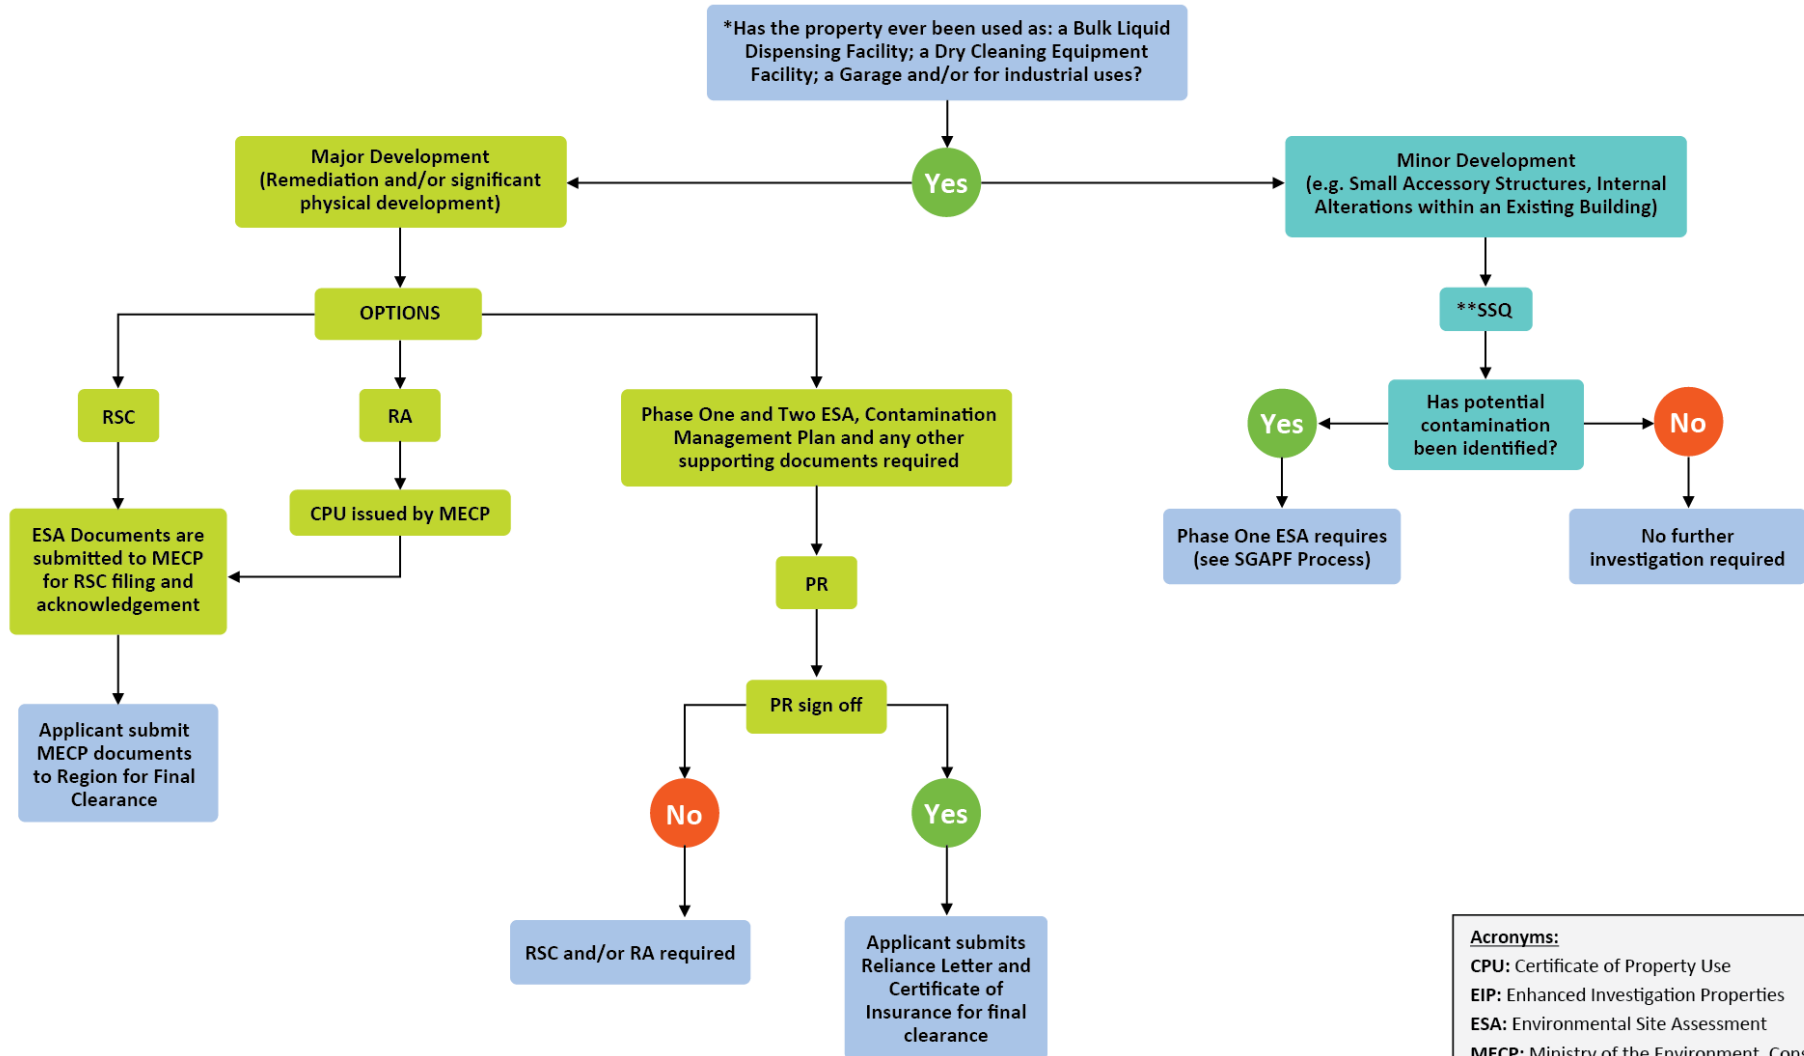 *Has the property ever been used as: a Bulk Liquid
Dispensing Facility; a Dry Cleaning Equipment
Facility; a Garage and/or for industrial uses?
Major Development
(Remediation and/or significant
physical development)
Yes
Minor Development
(e.g. Small Accessory Structures, Internal
Alterations within an Existing Building)
OPTIONS
**SSQ
RSC
RA
Phase One and Two ESA, Contamination
Management Plan and any other
supporting documents required
Yes
Has potential
contamination
been identified?
No
ESA Documents are
submitted to MECP
for RSC filing and
acknowledgement
CPU issued by MECP
Phase One ESA requires
(see SGAPF Process)
No further
investigation required
PR
PR sign off
Applicant submit
MECP documents
to Region for Final
Clearance
No
Yes
RSC and/or RA required
Applicant submits
Reliance Letter and
Certificate of
Insurance for final
clearance
Acronyms:
CPU: Certificate of Property Use
EIP: Enhanced Investigation Properties
ESA: Environmental Site Assessment
MECP: Ministry of the Environment, Cons